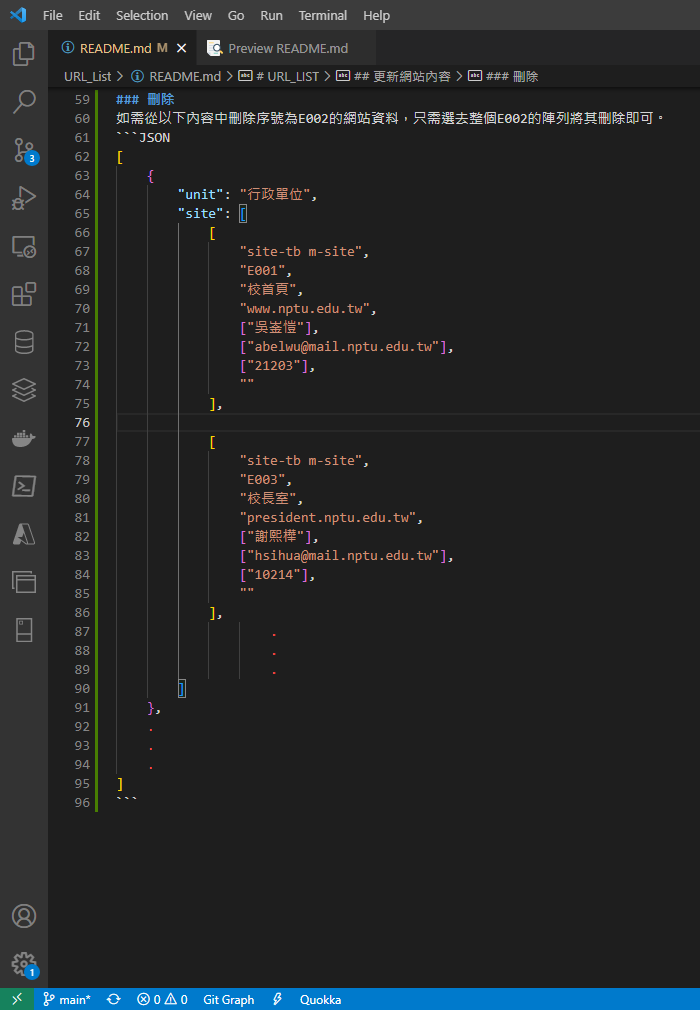 File Edit Selection View Go Run Terminal Help
README.md M Preview README.md
URL_List > README.md > # URL_LIST > ## 更新網站內容 > ### 刪除
59 ### 刪除
60 如需從以下內容中刪除序號為E002的網站資料，只需選去整個E002的陣列將其刪除即可。
61 ```JSON
62 [
63 {
64 "unit": "行政單位",
65 "site": [
66 [
67 "site-tb m-site",
68 "E001",
69 "校首頁",
70 "www.nptu.edu.tw",
71 ["吳崟愷"],
72 ["abelwu@mail.nptu.edu.tw"],
73 ["21203"],
74 ""
75 ],
76
77 [
78 "site-tb m-site",
79 "E003",
80 "校長室",
81 "president.nptu.edu.tw",
82 ["謝熙樺"],
83 ["hsihua@mail.nptu.edu.tw"],
84 ["10214"],
85 ""
86 ],
87 .
88 .
89 .
90 ]
91 },
92 .
93 .
94 .
95 ]
96 ```
3
1
main* 0 0 Git Graph Quokka